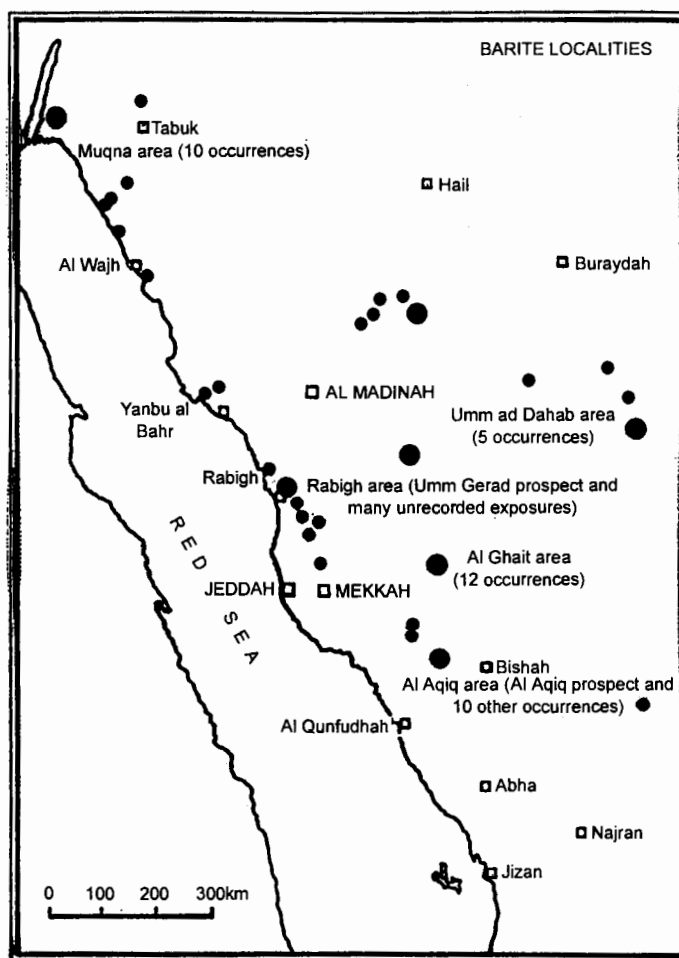 BARITE LOCALITIES
Tabuk
Muqna area (10 occurrences)
Hail
Al Wajh
Buraydah
AL MADINAH
Yanbu al
Bahr
Umm ad Dahab area
(5 occurrences)
Rabigh
Rabigh area (Umm Gerad prospect and
many unrecorded exposures)
RED SEA
Al Ghait area
(12 occurrences)
JEDDAH
MEKKAH
Bishah
Al Aqiq area (Al Aqiq prospect and
10 other occurrences)
Al Qunfudhah
Abha
Najran
Jizan
0 100 200 300km